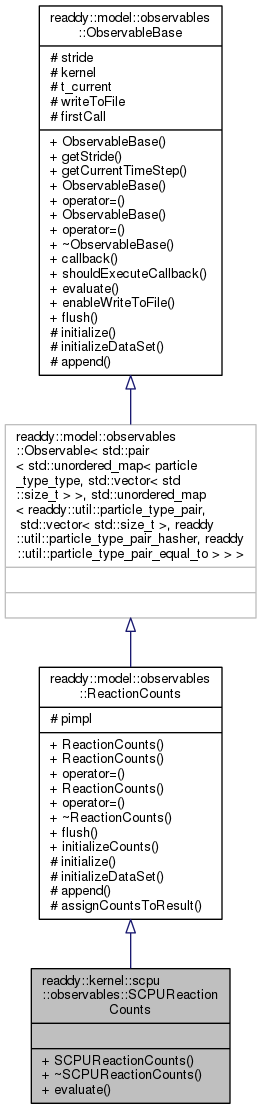 readdy::model::observables
::ObservableBase
# stride
# kernel
# t_current
# writeToFile
# firstCall
+ ObservableBase()
+ getStride()
+ getCurrentTimeStep()
+ ObservableBase()
+ operator=()
+ ObservableBase()
+ operator=()
+ ~ObservableBase()
+ callback()
+ shouldExecuteCallback()
+ evaluate()
+ enableWriteToFile()
+ flush()
# initialize()
# initializeDataSet()
# append()
readdy::model::observables
::Observable< std::pair
< std::unordered_map< particle
_type_type, std::vector< std
::size_t > >, std::unordered_map
< readdy::util::particle_type_pair,
std::vector< std::size_t >, readdy
::util::particle_type_pair_hasher, readdy
::util::particle_type_pair_equal_to > > >
readdy::model::observables
::ReactionCounts
# pimpl
+ ReactionCounts()
+ ReactionCounts()
+ operator=()
+ ReactionCounts()
+ operator=()
+ ~ReactionCounts()
+ flush()
+ initializeCounts()
# initialize()
# initializeDataSet()
# append()
# assignCountsToResult()
readdy::kernel::scpu
::observables::SCPUReaction
Counts
+ SCPUReactionCounts()
+ ~SCPUReactionCounts()
+ evaluate()